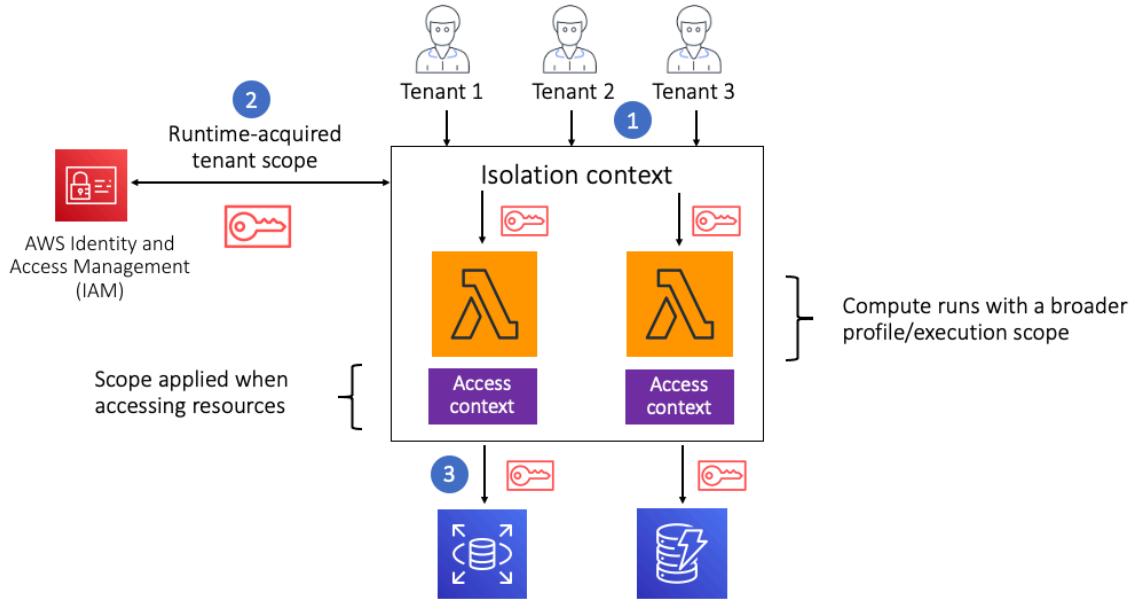 Tenant 1
Tenant 2
Tenant 3
1
2
Runtime-acquired
tenant scope
Isolation context
AWS Identity and
Access Management
(IAM)
Compute runs with a broader
profile/execution scope
Scope applied when
accessing resources
Access
context
Access
context
3